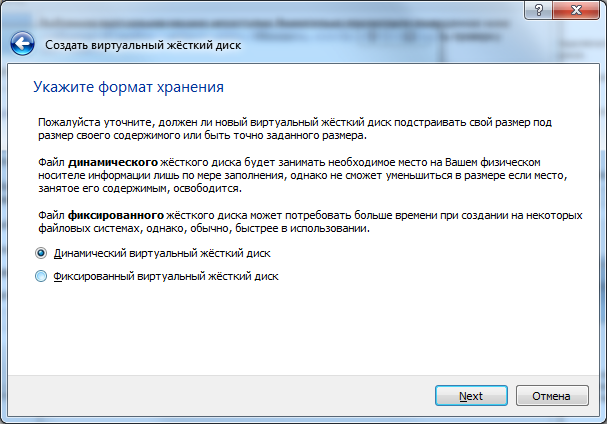 ?
Создать виртуальный жёсткий диск
Укажите формат хранения
Пожалуйста уточните, должен ли новый виртуальный жёсткий диск подстраивать свой размер под
размер своего содержимого или быть точно заданного размера.
Файл динамического жёсткого диска будет занимать необходимое место на Вашем физическом
носителе информации лишь по мере заполнения, однако не сможет уменьшиться в размере если место,
занятое его содержимым, освободится.
Файл фиксированного жёсткого диска может потребовать больше времени при создании на некоторых
файловых системах, однако, обычно, быстрее в использовании.
Динамический виртуальный жёсткий диск
Фиксированный виртуальный жёсткий диск
Next
Отмена